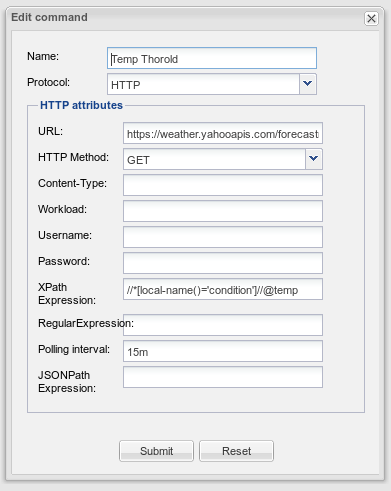 Edit command
Name: Temp Thorold
Protocol: HTTP
HTTP attributes
URL: https://weather.yahooapis.com/forecast
HTTP Method: GET
Content-Type:
Workload:
Username:
Password:
XPath
Expression: //*[local-name()='condition']//@temp
RegularExpression:
Polling interval: 15m
JSONPath
Expression:
Submit Reset